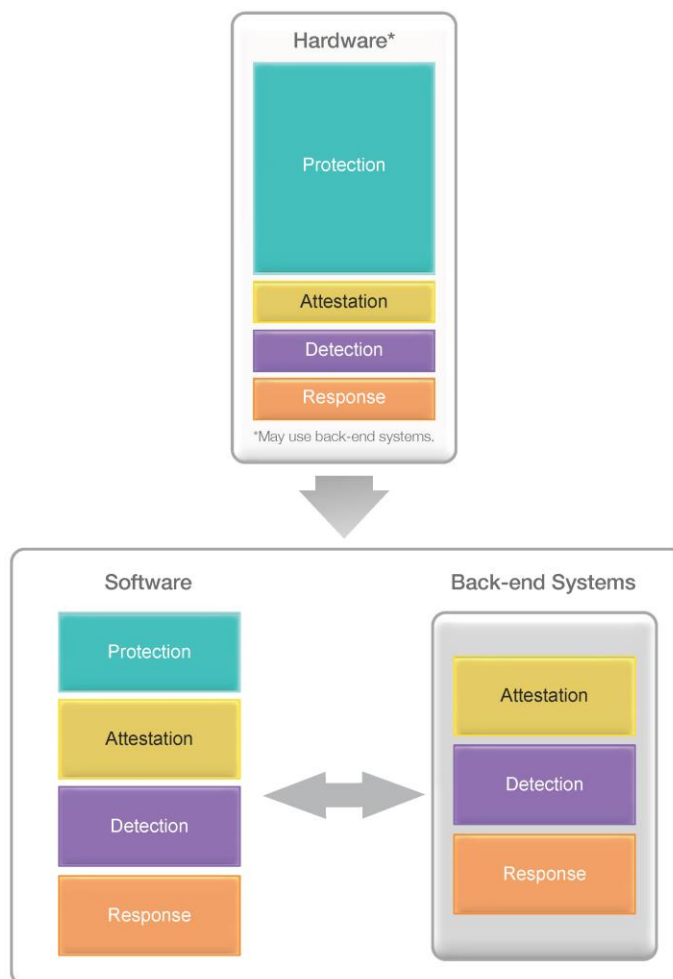 Hardware*
Protection
Attestation
Detection
Response
*May use back-end systems.
Software
Protection
Attestation
Detection
Response
Back-end Systems
Attestation
Detection
Response